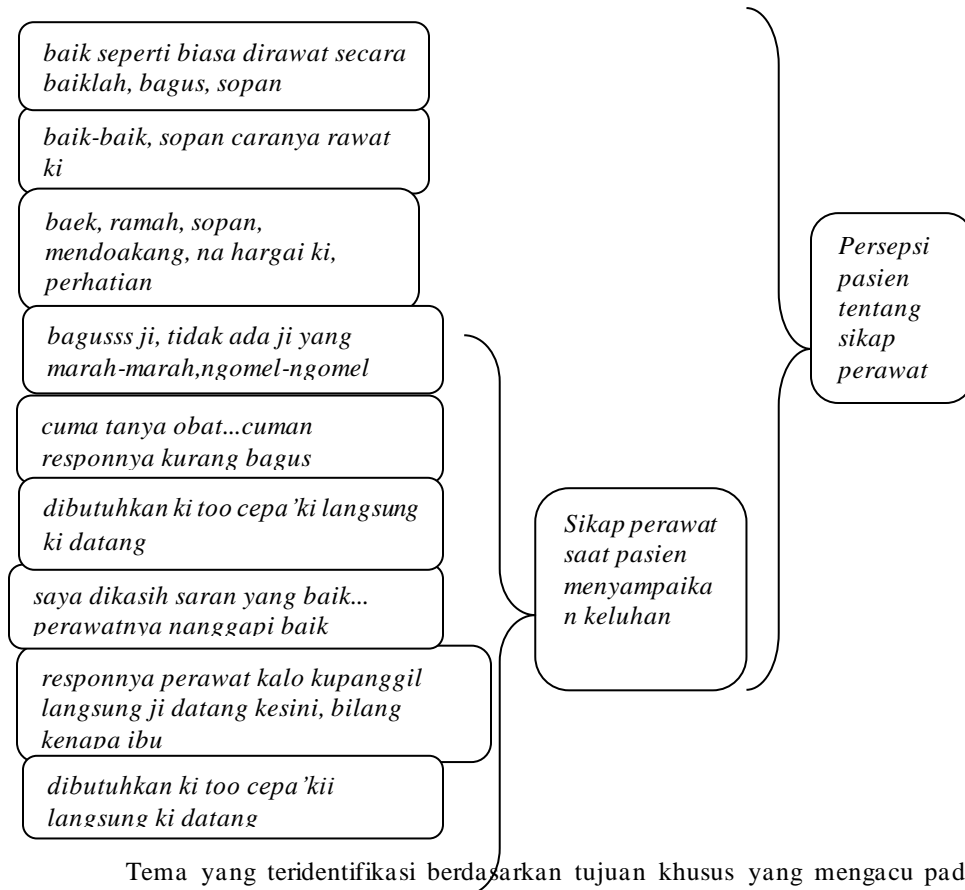 baik seperti biasa dirawat secara
baiklah, bagus, sopan
baik-baik, sopan caranya rawat
ki
baek, ramah, sopan,
mendoakang, na hargai ki,
perhatian
bagusss ji, tidak ada ji yang
marah-marah,ngomel-ngomel
cuma tanya obat...cuman
responnya kurang bagus
dibutuhkan ki too cepa’ki langsung
ki datang
saya dikasih saran yang baik...
perawatnya nanggapi baik
responnya perawat kalo kupanggil
langsung ji datang kesini, bilang
kenapa ibu
dibutuhkan ki too cepa’kii
langsung ki datang
Sikap perawat
saat pasien
menyampaika
n keluhan
Persepsi
pasien
tentang
sikap
perawat
Tema yang teridentifikasi berdasarkan tujuan khusus yang mengacu pad